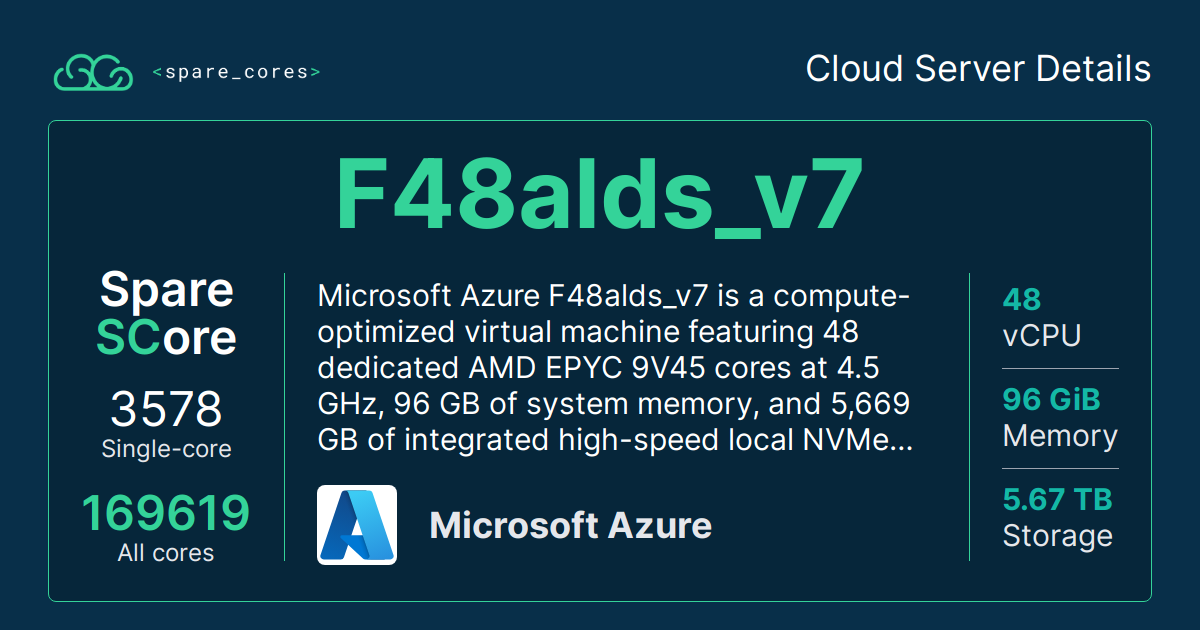 <spare_cores>
Cloud Server Details
F48alds_v7
Spare
SCore
3578
Single-core
169619
All cores
Microsoft Azure F48alds_v7 is a compute-
optimized virtual machine featuring 48
dedicated AMD EPYC 9V45 cores at 4.5
GHz, 96 GB of system memory, and 5,669
GB of integrated high-speed local NVMe...
Microsoft Azure
48
vCPU
96 GiB
Memory
5.67 TB
Storage